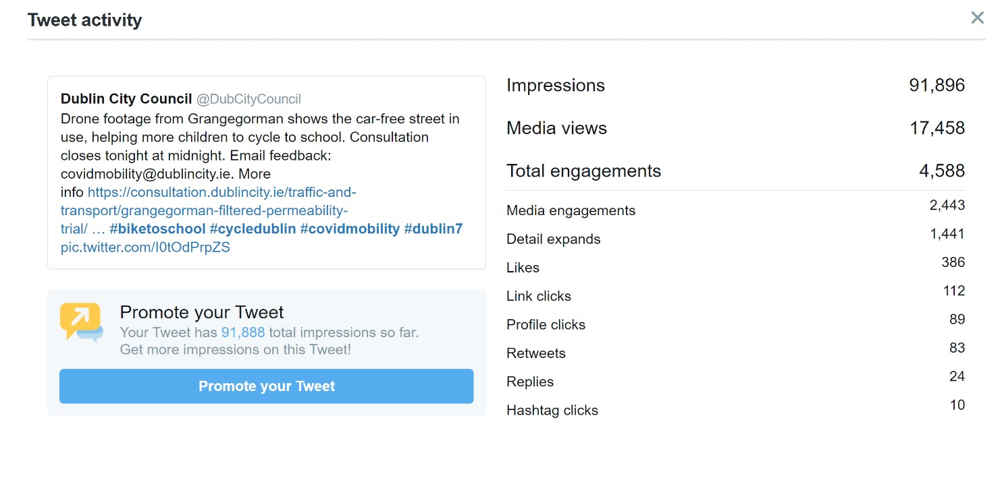 Tweet activity
Dublin City Council @DubCityCouncil
Drone footage from Grangegorman shows the car-free street in
use, helping more children to cycle to school. Consultation
closes tonight at midnight. Email feedback:
covidmobility@dublincity.ie. More
info https://consultation.dublincity.ie/traffic-and-
transport/grangegorman-filtered-permeability-
trial/ … #biketoschool #cycledublin #covidmobility #dublin7
pic.twitter.com/I0tOdPrpZS
Promote your Tweet
Your Tweet has 91,888 total impressions so far.
Get more impressions on this Tweet!
Promote your Tweet
Impressions 91,896
Media views 17,458
Total engagements 4,588
Media engagements 2,443
Detail expands 1,441
Likes 386
Link clicks 112
Profile clicks 89
Retweets 83
Replies 24
Hashtag clicks 10